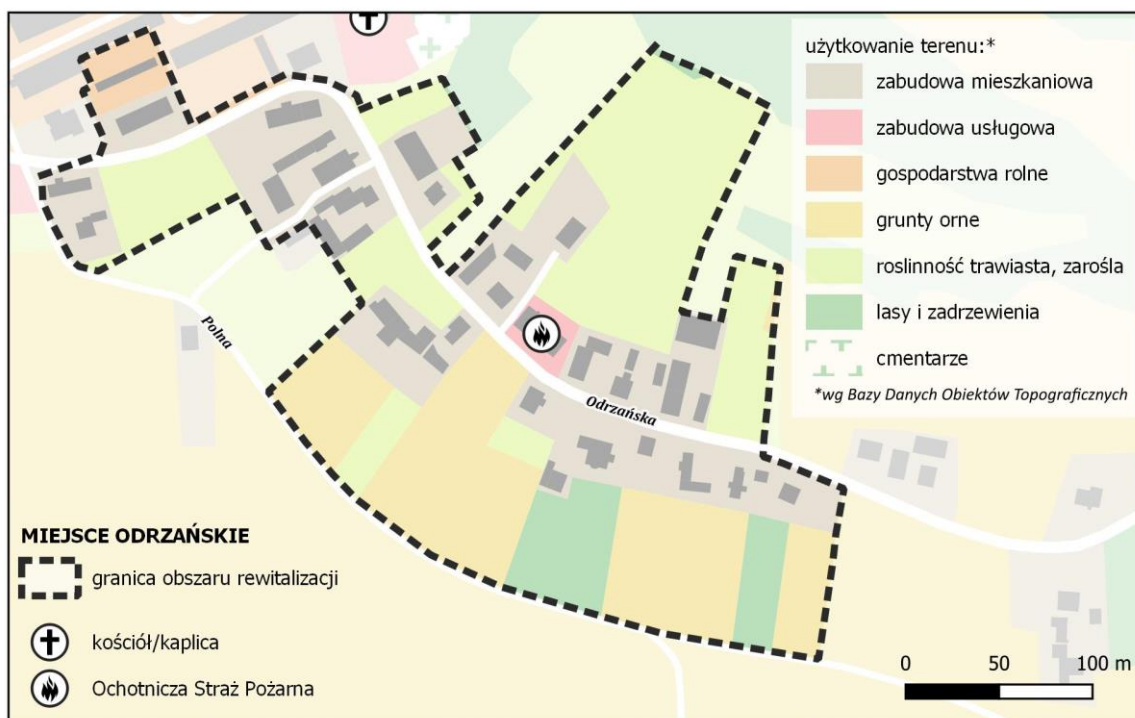 użytkowanie terenu:*
zabudowa mieszkaniowa
zabudowa usługowa
gospodarstwa rolne
grunty orne
roslinność trawiasta, zarośla
lasy i zadrzewienia
cmentarze
*wg Bazy Danych Obiektów Topograficznych
Polna
Odrzańska
MIEJSCE ODRZAŃSKIE
granica obszaru rewitalizacji
kościół/kaplica
Ochotnicza Straż Pożarna
0 50 100 m